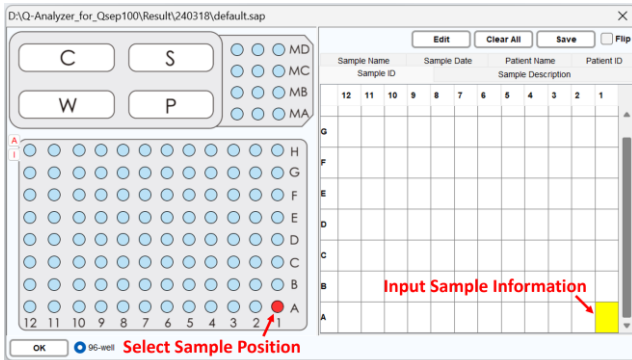 D:\Q-Analyzer_for_Qsep100\Result\240318\default.sap
C S MD
MC
W P MB
MA
A
I
H
G
F
E
D
C
B
A
12 11 10 9 8 7 6 5 4 3 2 1
OK 96-well Select Sample Position
Edit Clear All Save Flip
Sample Name Sample Date Patient Name Patient ID
Sample ID Sample Description
12 11 10 9 8 7 6 5 4 3 2 1
G
F
E
D
C
B Input Sample Information
A